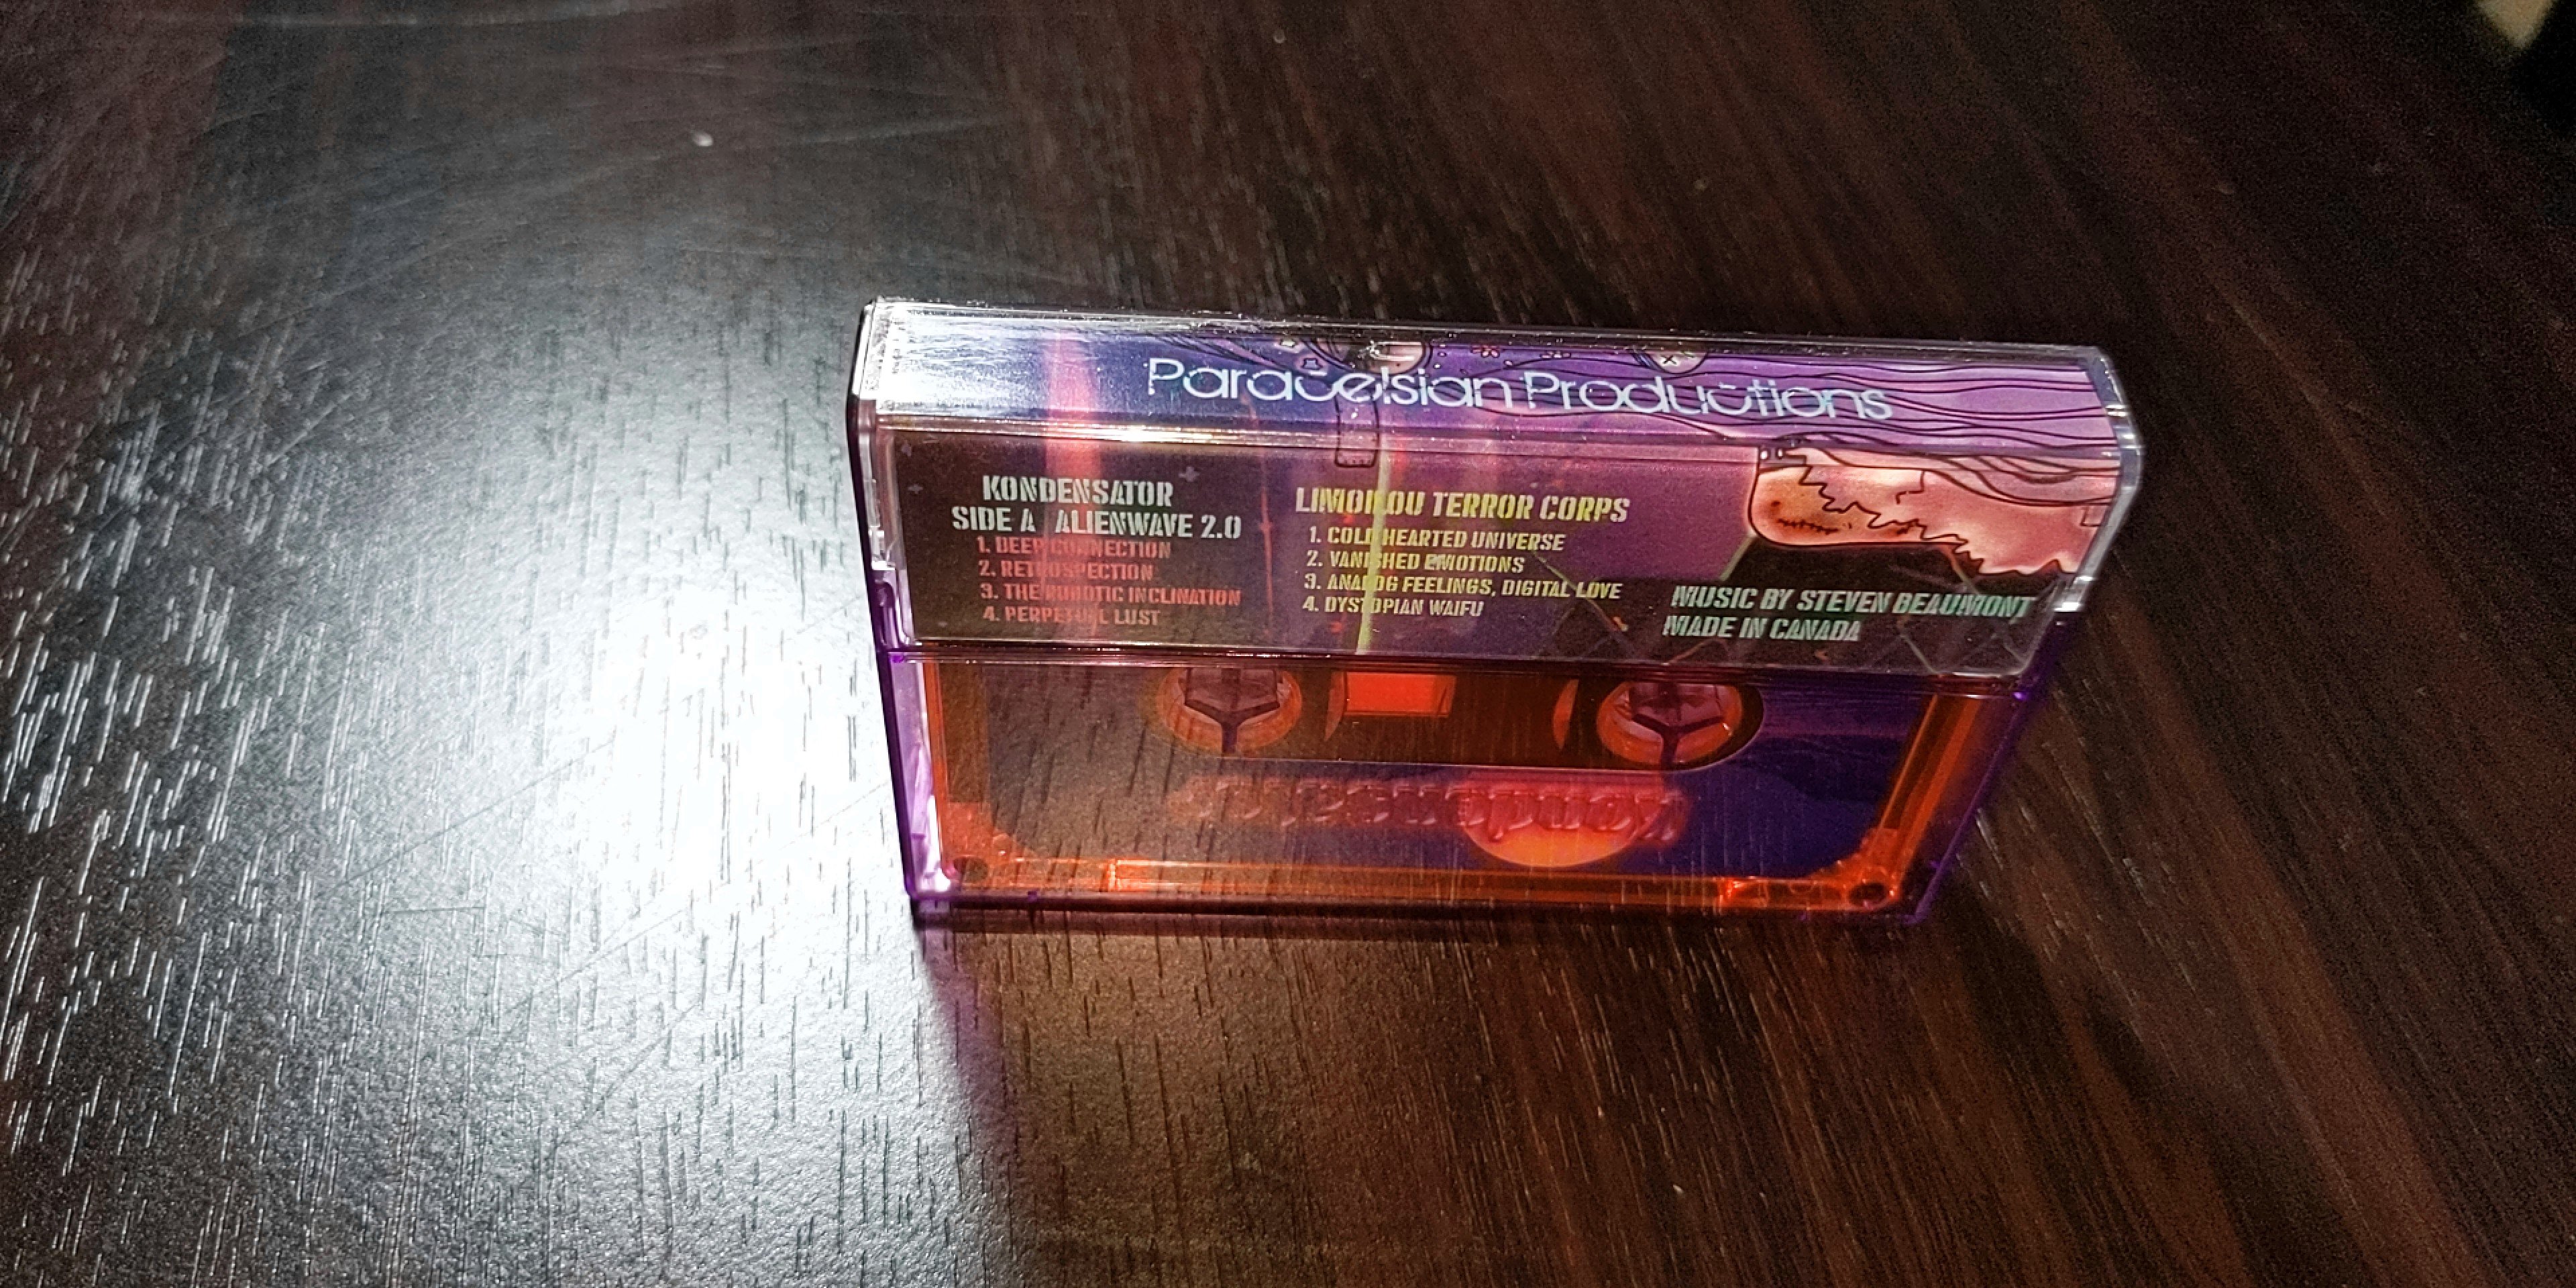 Paracelsian Productions
KONDENSATOR
SIDE A ALIENWAVE 2.0
1. DEEP CONNECTION
2. RETROSPECTION
3. THE ROBOTIC INCLINATION
4. PERPETUAL LUST
LIMOILOU TERROR CORPS
1. COLD HEARTED UNIVERSE
2. VANISHED EMOTIONS
3. ANALOG FEELINGS, DIGITAL LOVE
4. DYSTOPIAN WAIFU
MUSIC BY STEVEN BEAUMONT
MADE IN CANADA
Kondensator